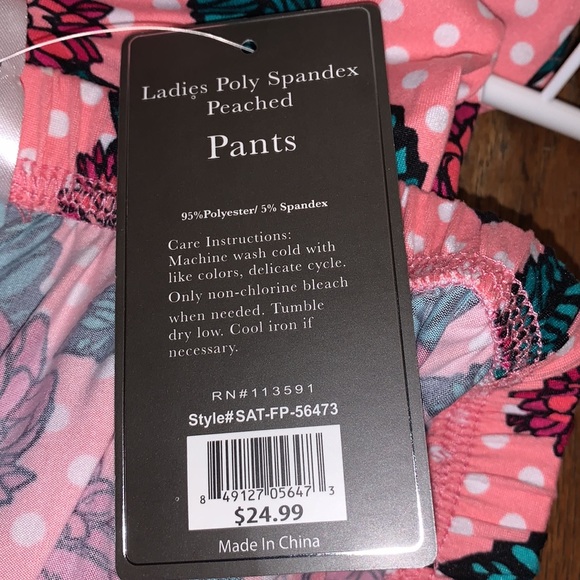 Ladies Poly Spandex
Peached
Pants
95%Polyester/ 5% Spandex
Care Instructions:
Machine wash cold with
like colors, delicate cycle.
Only non-chlorine bleach
when needed. Tumble
dry low. Cool iron if
necessary.
RN#113591
Style#SAT-FP-56473
8 49127 05647 3
$24.99
Made In China